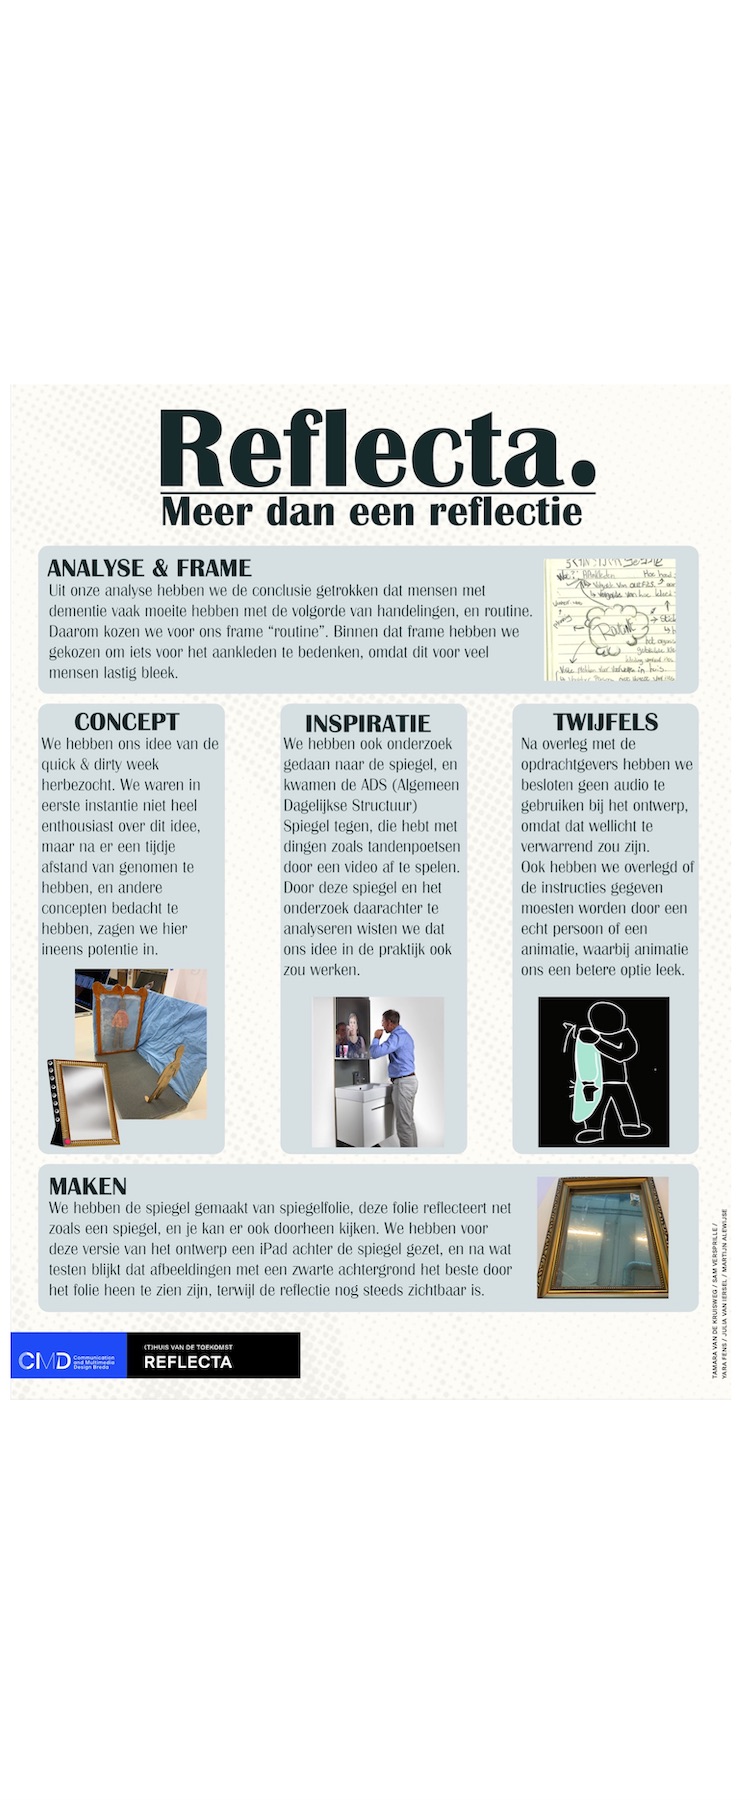 Reflecta.
Meer dan een reflectie
ANALYSE & FRAME
Uit onze analyse hebben we de conclusie getrokken dat mensen met
dementie vaak moeite hebben met de volgorde van handelingen, en routine.
Daarom kozen we voor ons frame “routine”. Binnen dat frame hebben we
gekozen om iets voor het aankleden te bedenken, omdat dit voor veel
mensen lastig bleek.
Aankleden
Hoe
Routine
CONCEPT
We hebben ons idee van de
quick & dirty week
herbezocht. We waren in
eerste instantie niet heel
enthousiast over dit idee,
maar na er een tijdje
afstand van genomen te
hebben, en andere
concepten bedacht te
hebben, zagen we hier
ineens potentie in.
INSPIRATIE
We hebben ook onderzoek
gedaan naar de spiegel, en
kwamen de ADS (Algemeen
Dagelijkse Structuur)
Spiegel tegen, die hebt met
dingen zoals tandenpoetsen
door een video af te spelen.
Door deze spiegel en het
onderzoek daarachter te
analyseren wisten we dat
ons idee in de praktijk ook
zou werken.
TWIJFELS
Na overleg met de
opdrachtgevers hebben we
besloten geen audio te
gebruiken bij het ontwerp,
omdat dat wellicht te
verwarrend zou zijn.
Ook hebben we overlegd of
de instructies gegeven
moesten worden door een
echt persoon of een
animatie, waarbij animatie
ons een betere optie leek.
MAKEN
We hebben de spiegel gemaakt van spiegelfolie, deze folie reflecteert net
zoals een spiegel, en je kan er ook doorheen kijken. We hebben voor
deze versie van het ontwerp een iPad achter de spiegel gezet, en na wat
testen blijkt dat afbeeldingen met een zwarte achtergrond het beste door
het folie heen te zien zijn, terwijl de reflectie nog steeds zichtbaar is.
CMD Communication
and Multimedia
Design Breda
(T)HUIS VAN DE TOEKOMST
REFLECTA
TAMARA VAN DE KRUISWEG / SAM VERSPRILLE /
YARA FENS / JULIA VAN IERSEL / MARTIJN ALEWIJSE